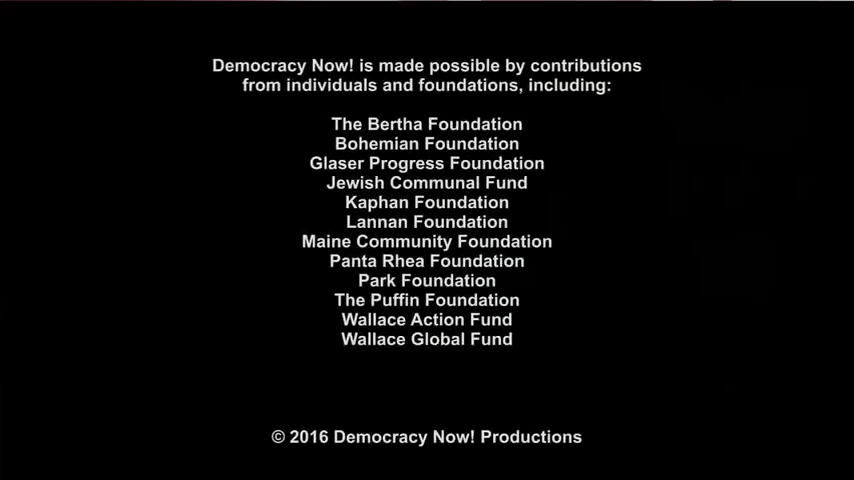 Democracy Now! is made possible by contributions
from individuals and foundations, including:
The Bertha Foundation
Bohemian Foundation
Glaser Progress Foundation
Jewish Communal Fund
Kaphan Foundation
Lannan Foundation
Maine Community Foundation
Panta Rhea Foundation
Park Foundation
The Puffin Foundation
Wallace Action Fund
Wallace Global Fund
© 2016 Democracy Now! Productions